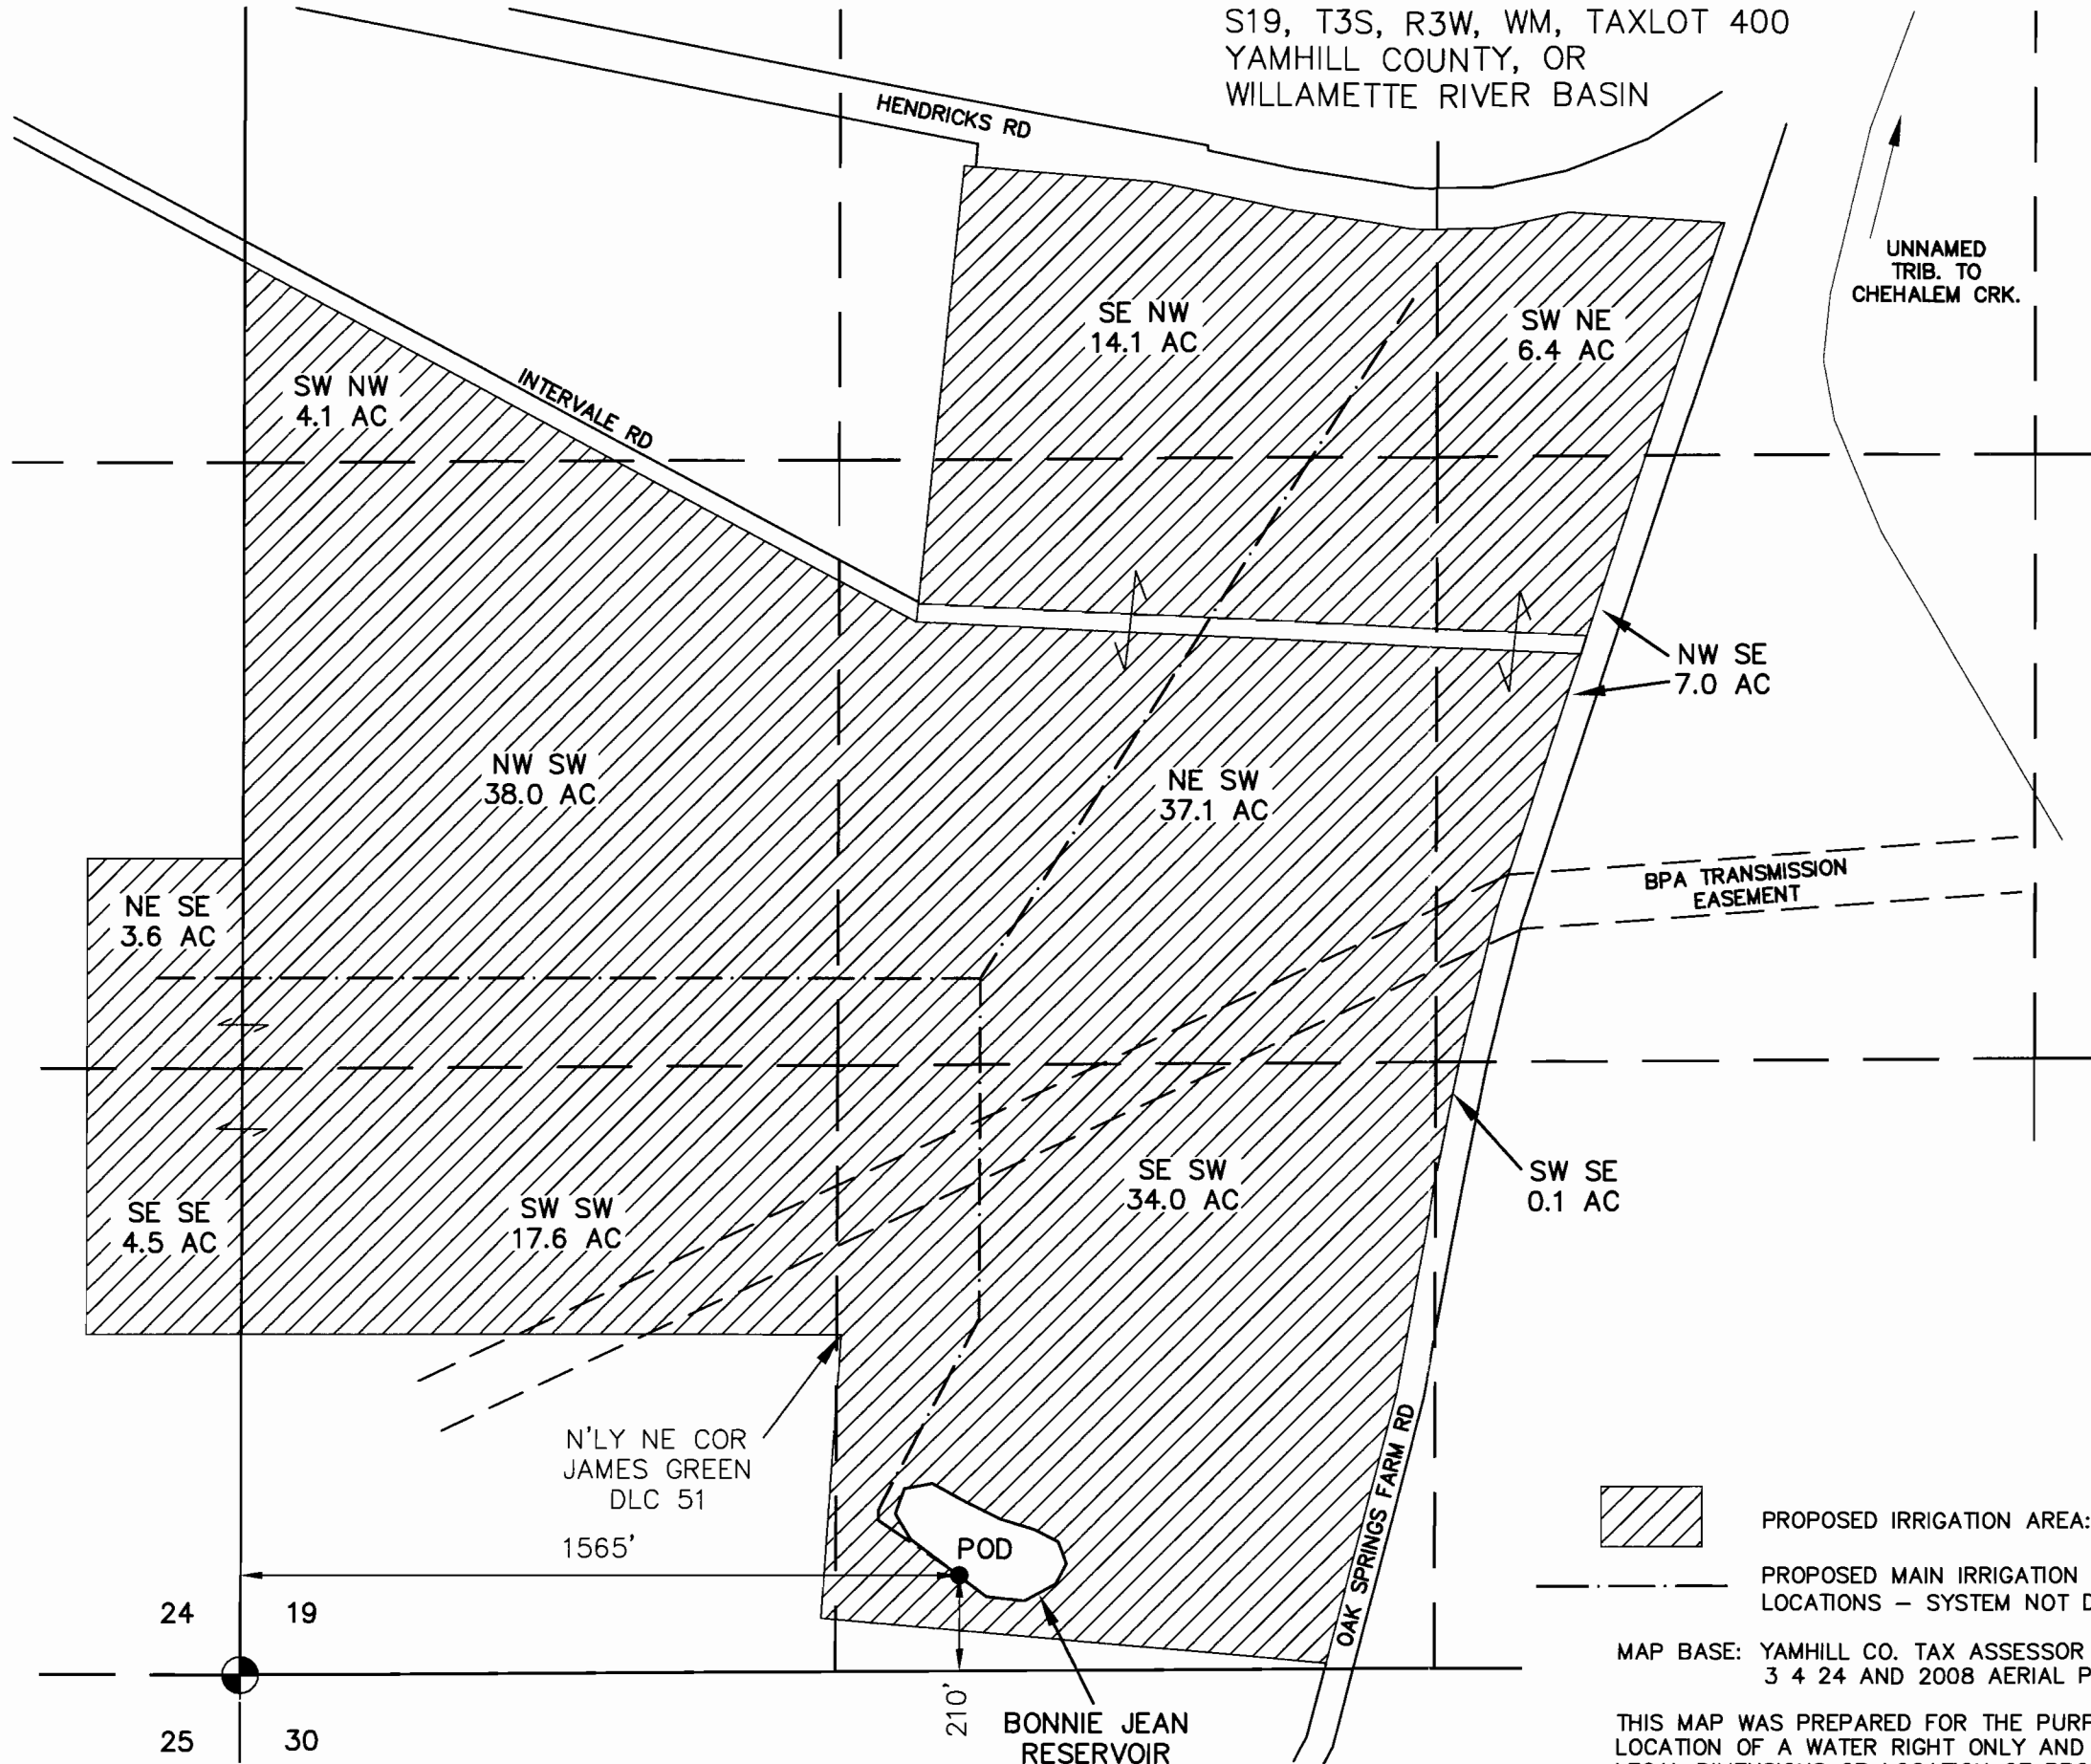 S19, T3S, R3W, WM, TAXLOT 400
YAMHILL COUNTY, OR
WILLAMETTE RIVER BASIN
HENDRICKS RD
UNNAMED
TRIB. TO
CHEHALEM CRK.
SE NW
14.1 AC
SW NE
6.4 AC
SW NW
4.1 AC
INTERVALE RD
NW SE
7.0 AC
NW SW
38.0 AC
NE SW
37.1 AC
BPA TRANSMISSION
EASEMENT
NE SE
3.6 AC
SE SW
34.0 AC
SW SE
0.1 AC
SE SE
4.5 AC
SW SW
17.6 AC
N'LY NE COR
JAMES GREEN
DLC 51
1565'
POD
OAK SPRINGS FARM RD
PROPOSED IRRIGATION AREA:
PROPOSED MAIN IRRIGATION
LOCATIONS – SYSTEM NOT
24 19
MAP BASE: YAMHILL CO. TAX ASSESSOR
3 4 24 AND 2008 AERIAL
210'
25 30
BONNIE JEAN
RESERVOIR
THIS MAP WAS PREPARED FOR THE
LOCATION OF A WATER RIGHT ONLY AND